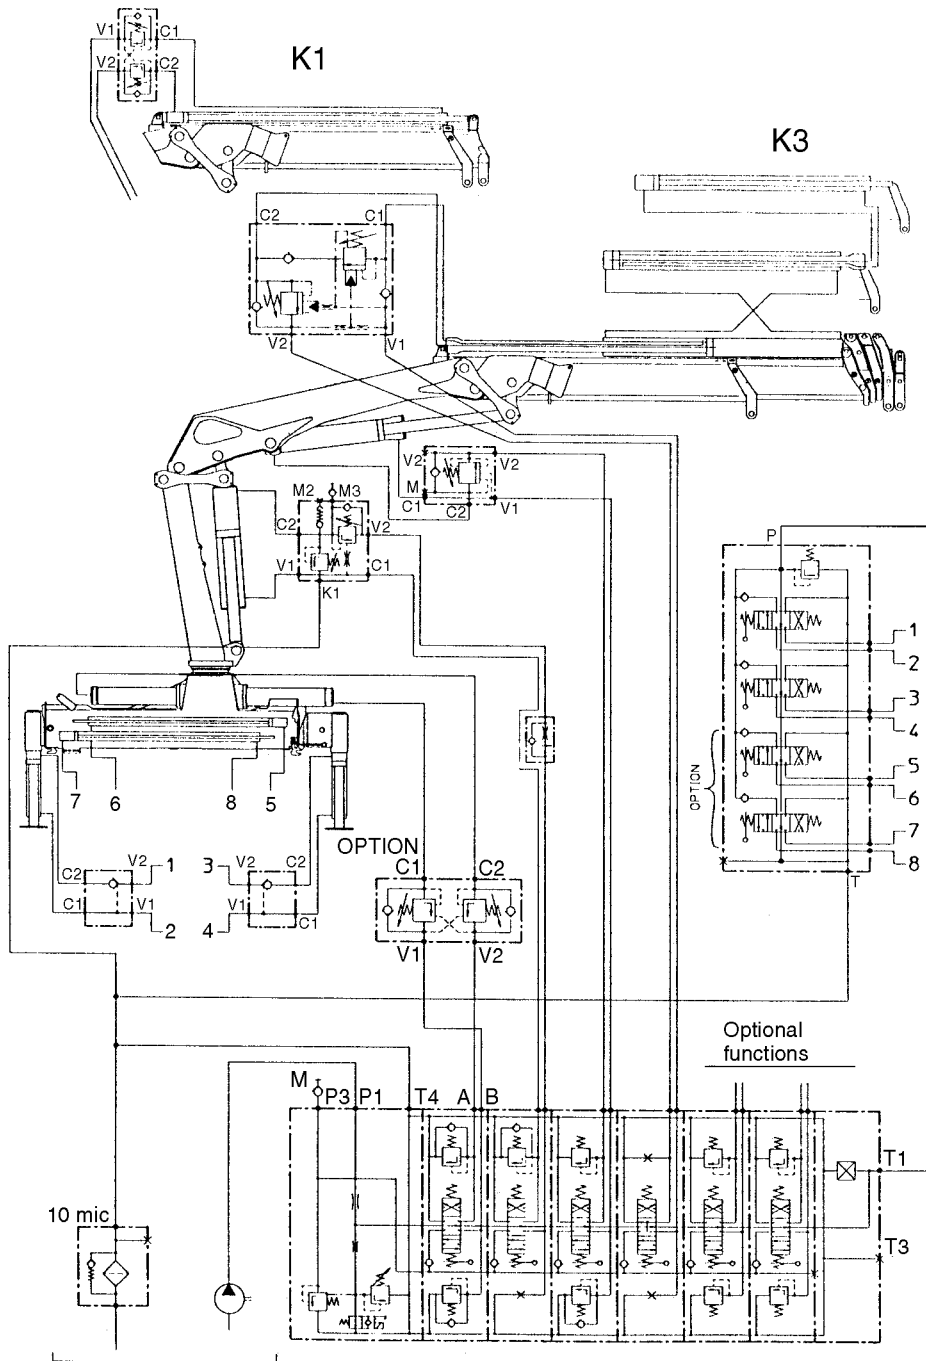 V1 C1
V2 C2
K1
K3
C2 C1
V2 V1
V2 V2
M
C1 C2 V1
M2 M3
C2 V2
V1 C1
K1
P
1
2
3
4
OPTION
5
6
7
8
T
7 6 8 5
OPTION
C1 C2
V2 1 3 V2 C2
C2
C1 V1 V1 C1
2 4
V1 V2
Optional
functions
M
P3 P1 T4 A B
T1
10 mic
T3